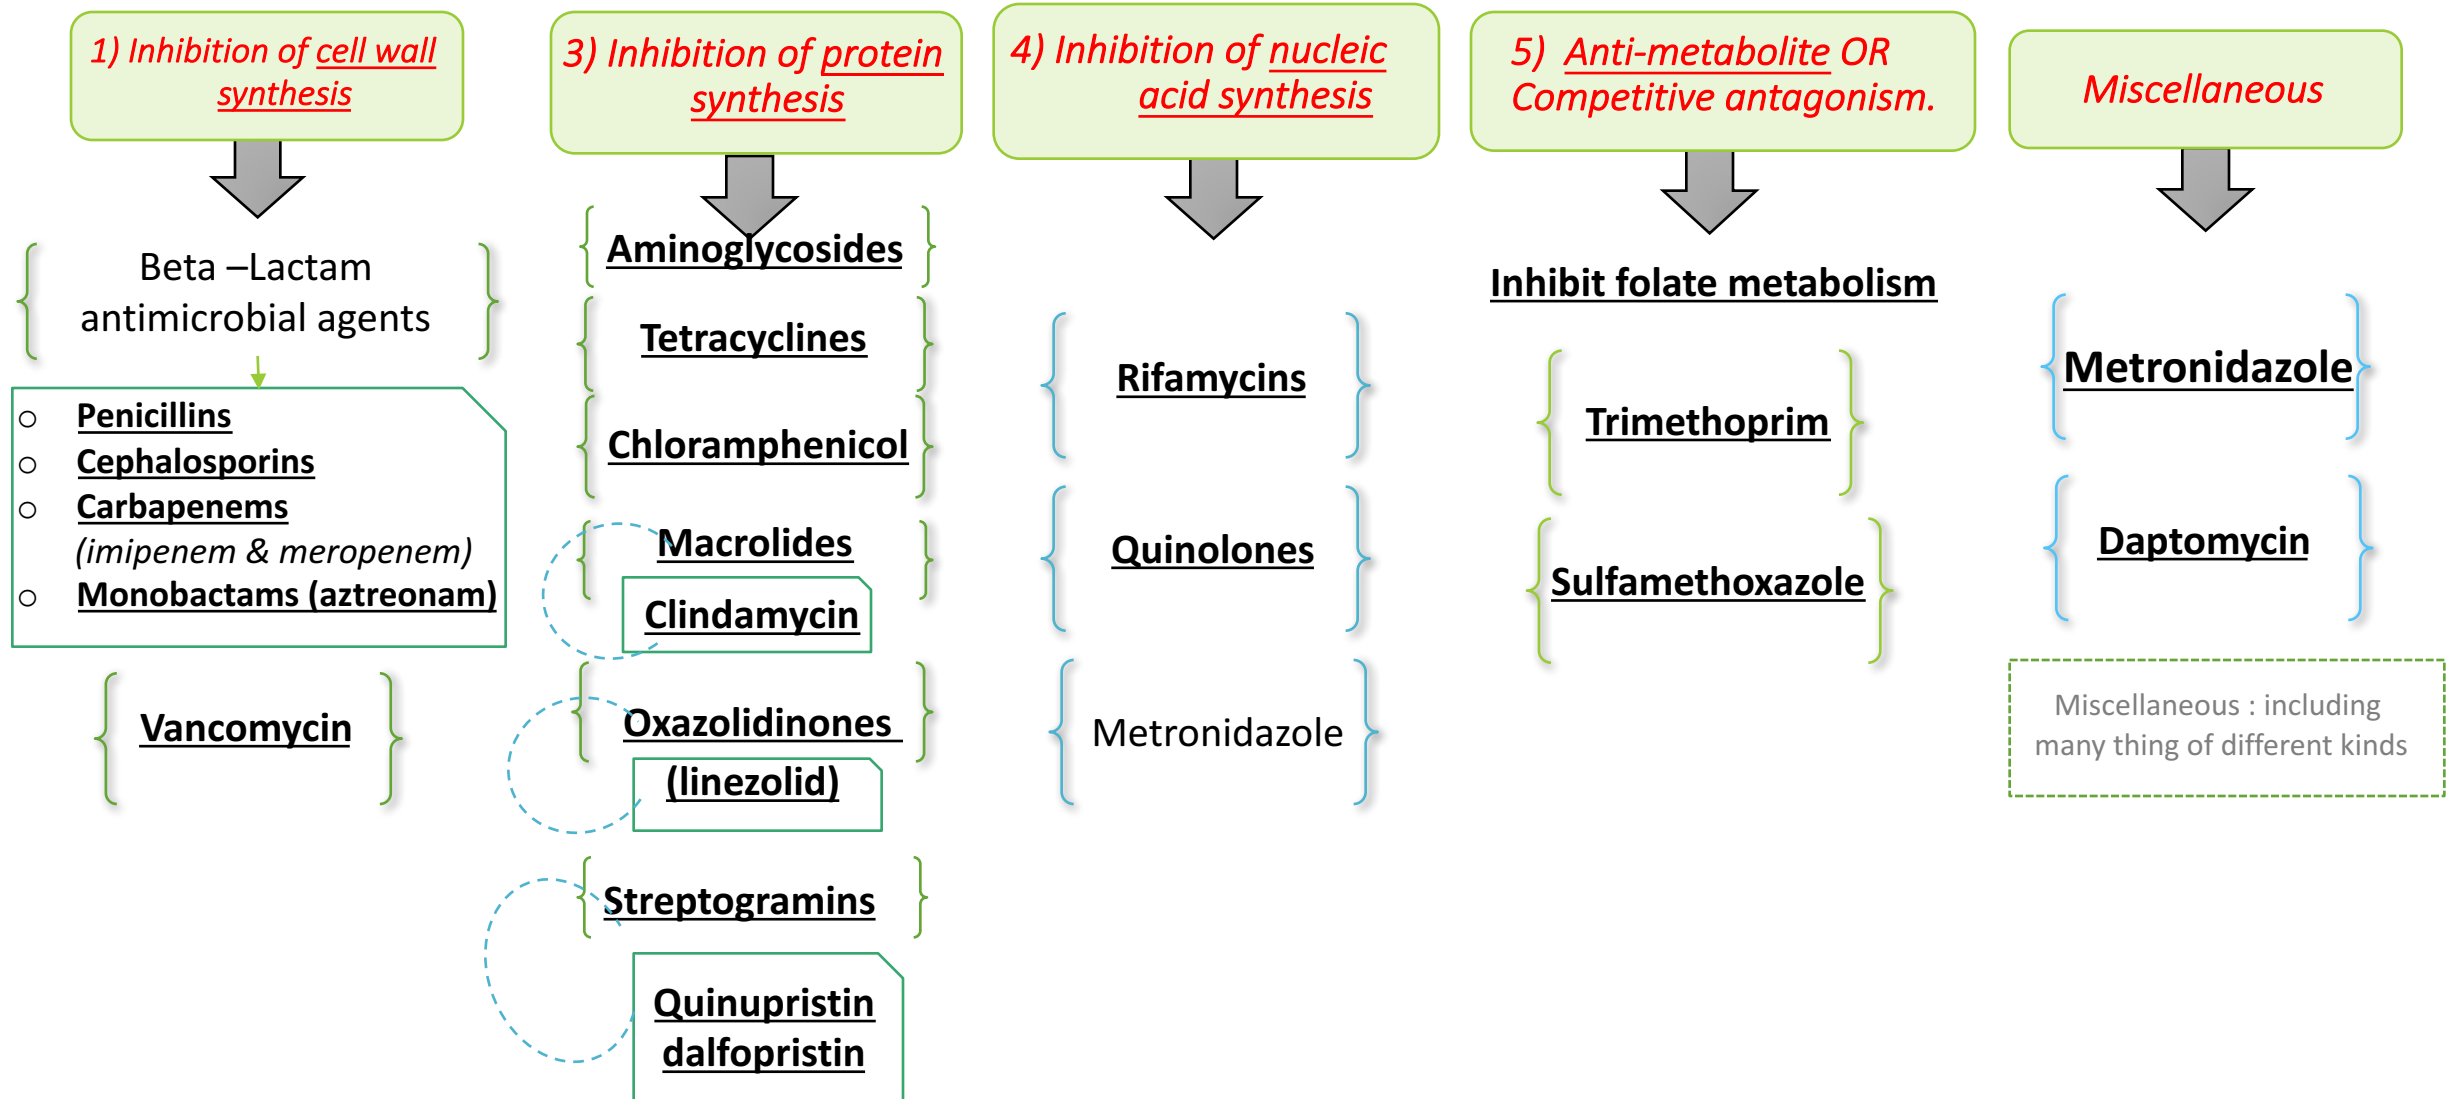 1) Inhibition of cell wall
synthesis
Beta –Lactam
antimicrobial agents
o Penicillins
o Cephalosporins
o Carbapenems
(imipenem & meropenem)
o Monobactams (aztreonam)
Vancomycin
3) Inhibition of protein
synthesis
Aminoglycosides
Tetracyclines
Chloramphenicol
Macrolides
Clindamycin
Oxazolidinones
(linezolid)
Streptogramins
Quinupristin
dalfopristin
4) Inhibition of nucleic
acid synthesis
Rifamycins
Quinolones
Metronidazole
5) Anti-metabolite OR
Competitive antagonism.
Inhibit folate metabolism
Trimethoprim
Sulfamethoxazole
Miscellaneous
Metronidazole
Daptomycin
Miscellaneous : including
many thing of different kinds